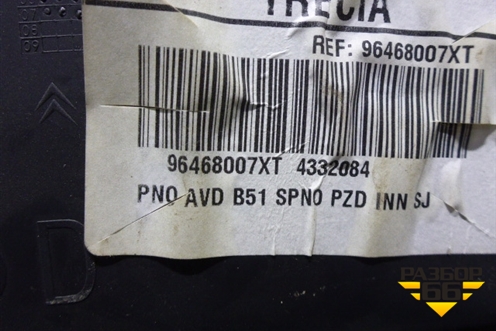 TRECIA
REF: 96468007XT
96468007XT 4332084
PNO AVD B51 SPNO PZD INN SJ
D
РАЗБОР
66